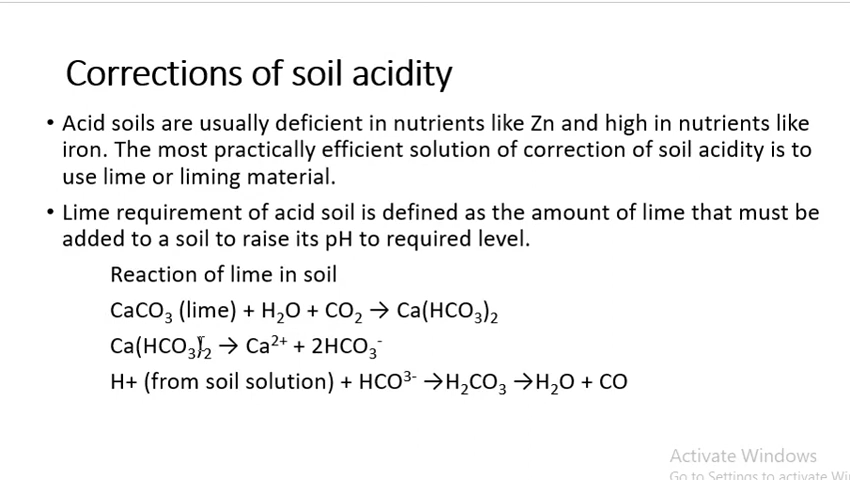 Corrections of soil acidity
• Acid soils are usually deficient in nutrients like Zn and high in nutrients like
iron. The most practically efficient solution of correction of soil acidity is to
use lime or liming material.
• Lime requirement of acid soil is defined as the amount of lime that must be
added to a soil to raise its pH to required level.
Reaction of lime in soil
CaCO₃ (lime) + H₂O + CO₂ → Ca(HCO₃)₂
Ca(HCO₃)₂ → Ca²⁺ + 2HCO₃⁻
H+ (from soil solution) + HCO³⁻ →H₂CO₃ →H₂O + CO
Activate Windows
Go to Settings to activate Wi